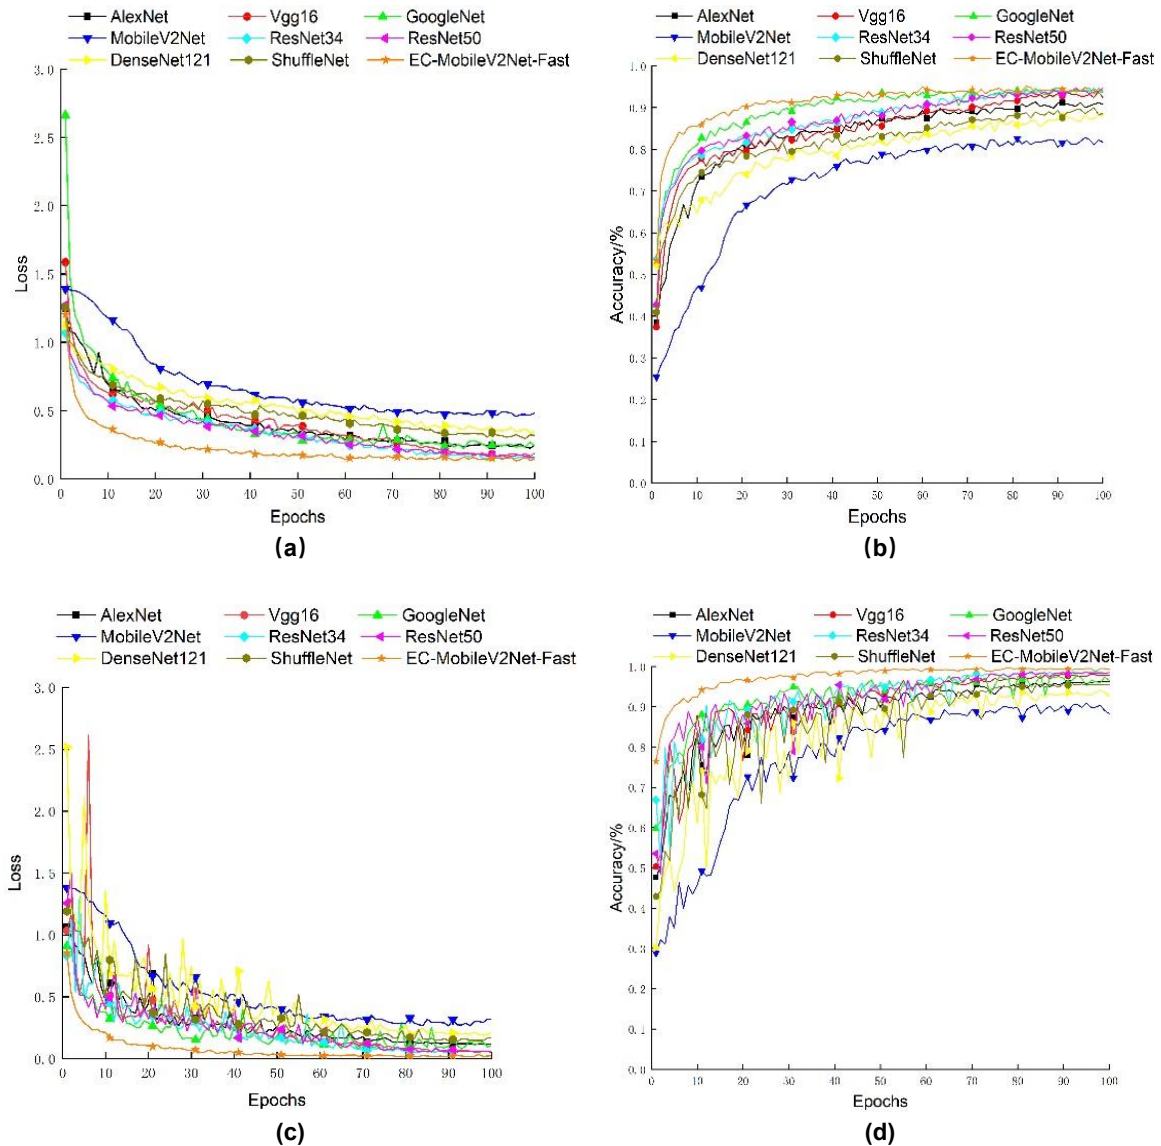 AlexNet Vgg16 GoogleNet
MobileV2Net ResNet34 ResNet50
DenseNet121 ShuffleNet EC-MobileV2Net-Fast
3.0
2.5
2.0
1.5
1.0
0.5
0.0
Loss
0 10 20 30 40 50 60 70 80 90 100
Epochs
(a)
AlexNet Vgg16 GoogleNet
MobileV2Net ResNet34 ResNet50
DenseNet121 ShuffleNet EC-MobileV2Net-Fast
1.0
0.9
0.8
0.7
0.6
0.5
0.4
0.3
0.2
0.1
0.0
Accuracy/%
0 10 20 30 40 50 60 70 80 90 100
Epochs
(b)
AlexNet Vgg16 GoogleNet
MobileV2Net ResNet34 ResNet50
DenseNet121 ShuffleNet EC-MobileV2Net-Fast
3.0
2.5
2.0
1.5
1.0
0.5
0.0
Loss
0 10 20 30 40 50 60 70 80 90 100
Epochs
(c)
AlexNet Vgg16 GoogleNet
MobileV2Net ResNet34 ResNet50
DenseNet121 ShuffleNet EC-MobileV2Net-Fast
1.0
0.9
0.8
0.7
0.6
0.5
0.4
0.3
0.2
0.1
0.0
Accuracy/%
0 10 20 30 40 50 60 70 80 90 100
Epochs
(d)